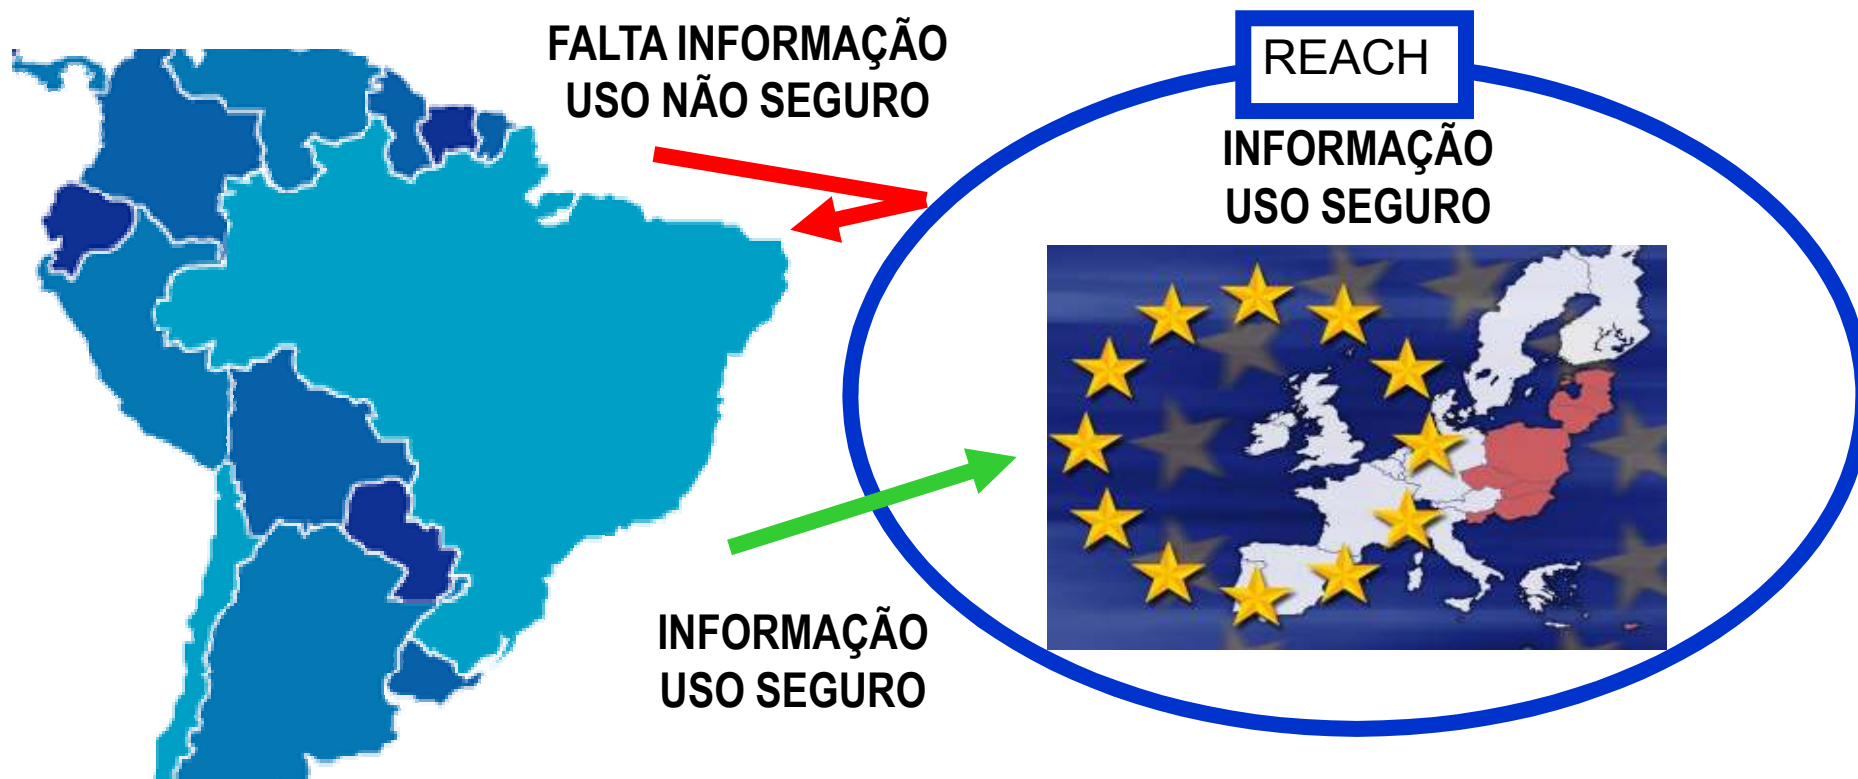 FALTA INFORMAÇÃO
USO NÃO SEGURO
REACH
INFORMAÇÃO
USO SEGURO
INFORMAÇÃO
USO SEGURO